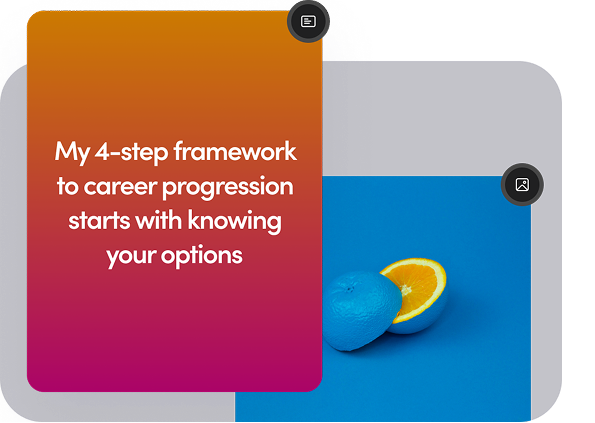 My 4-step framework
to career progression
starts with knowing
your options